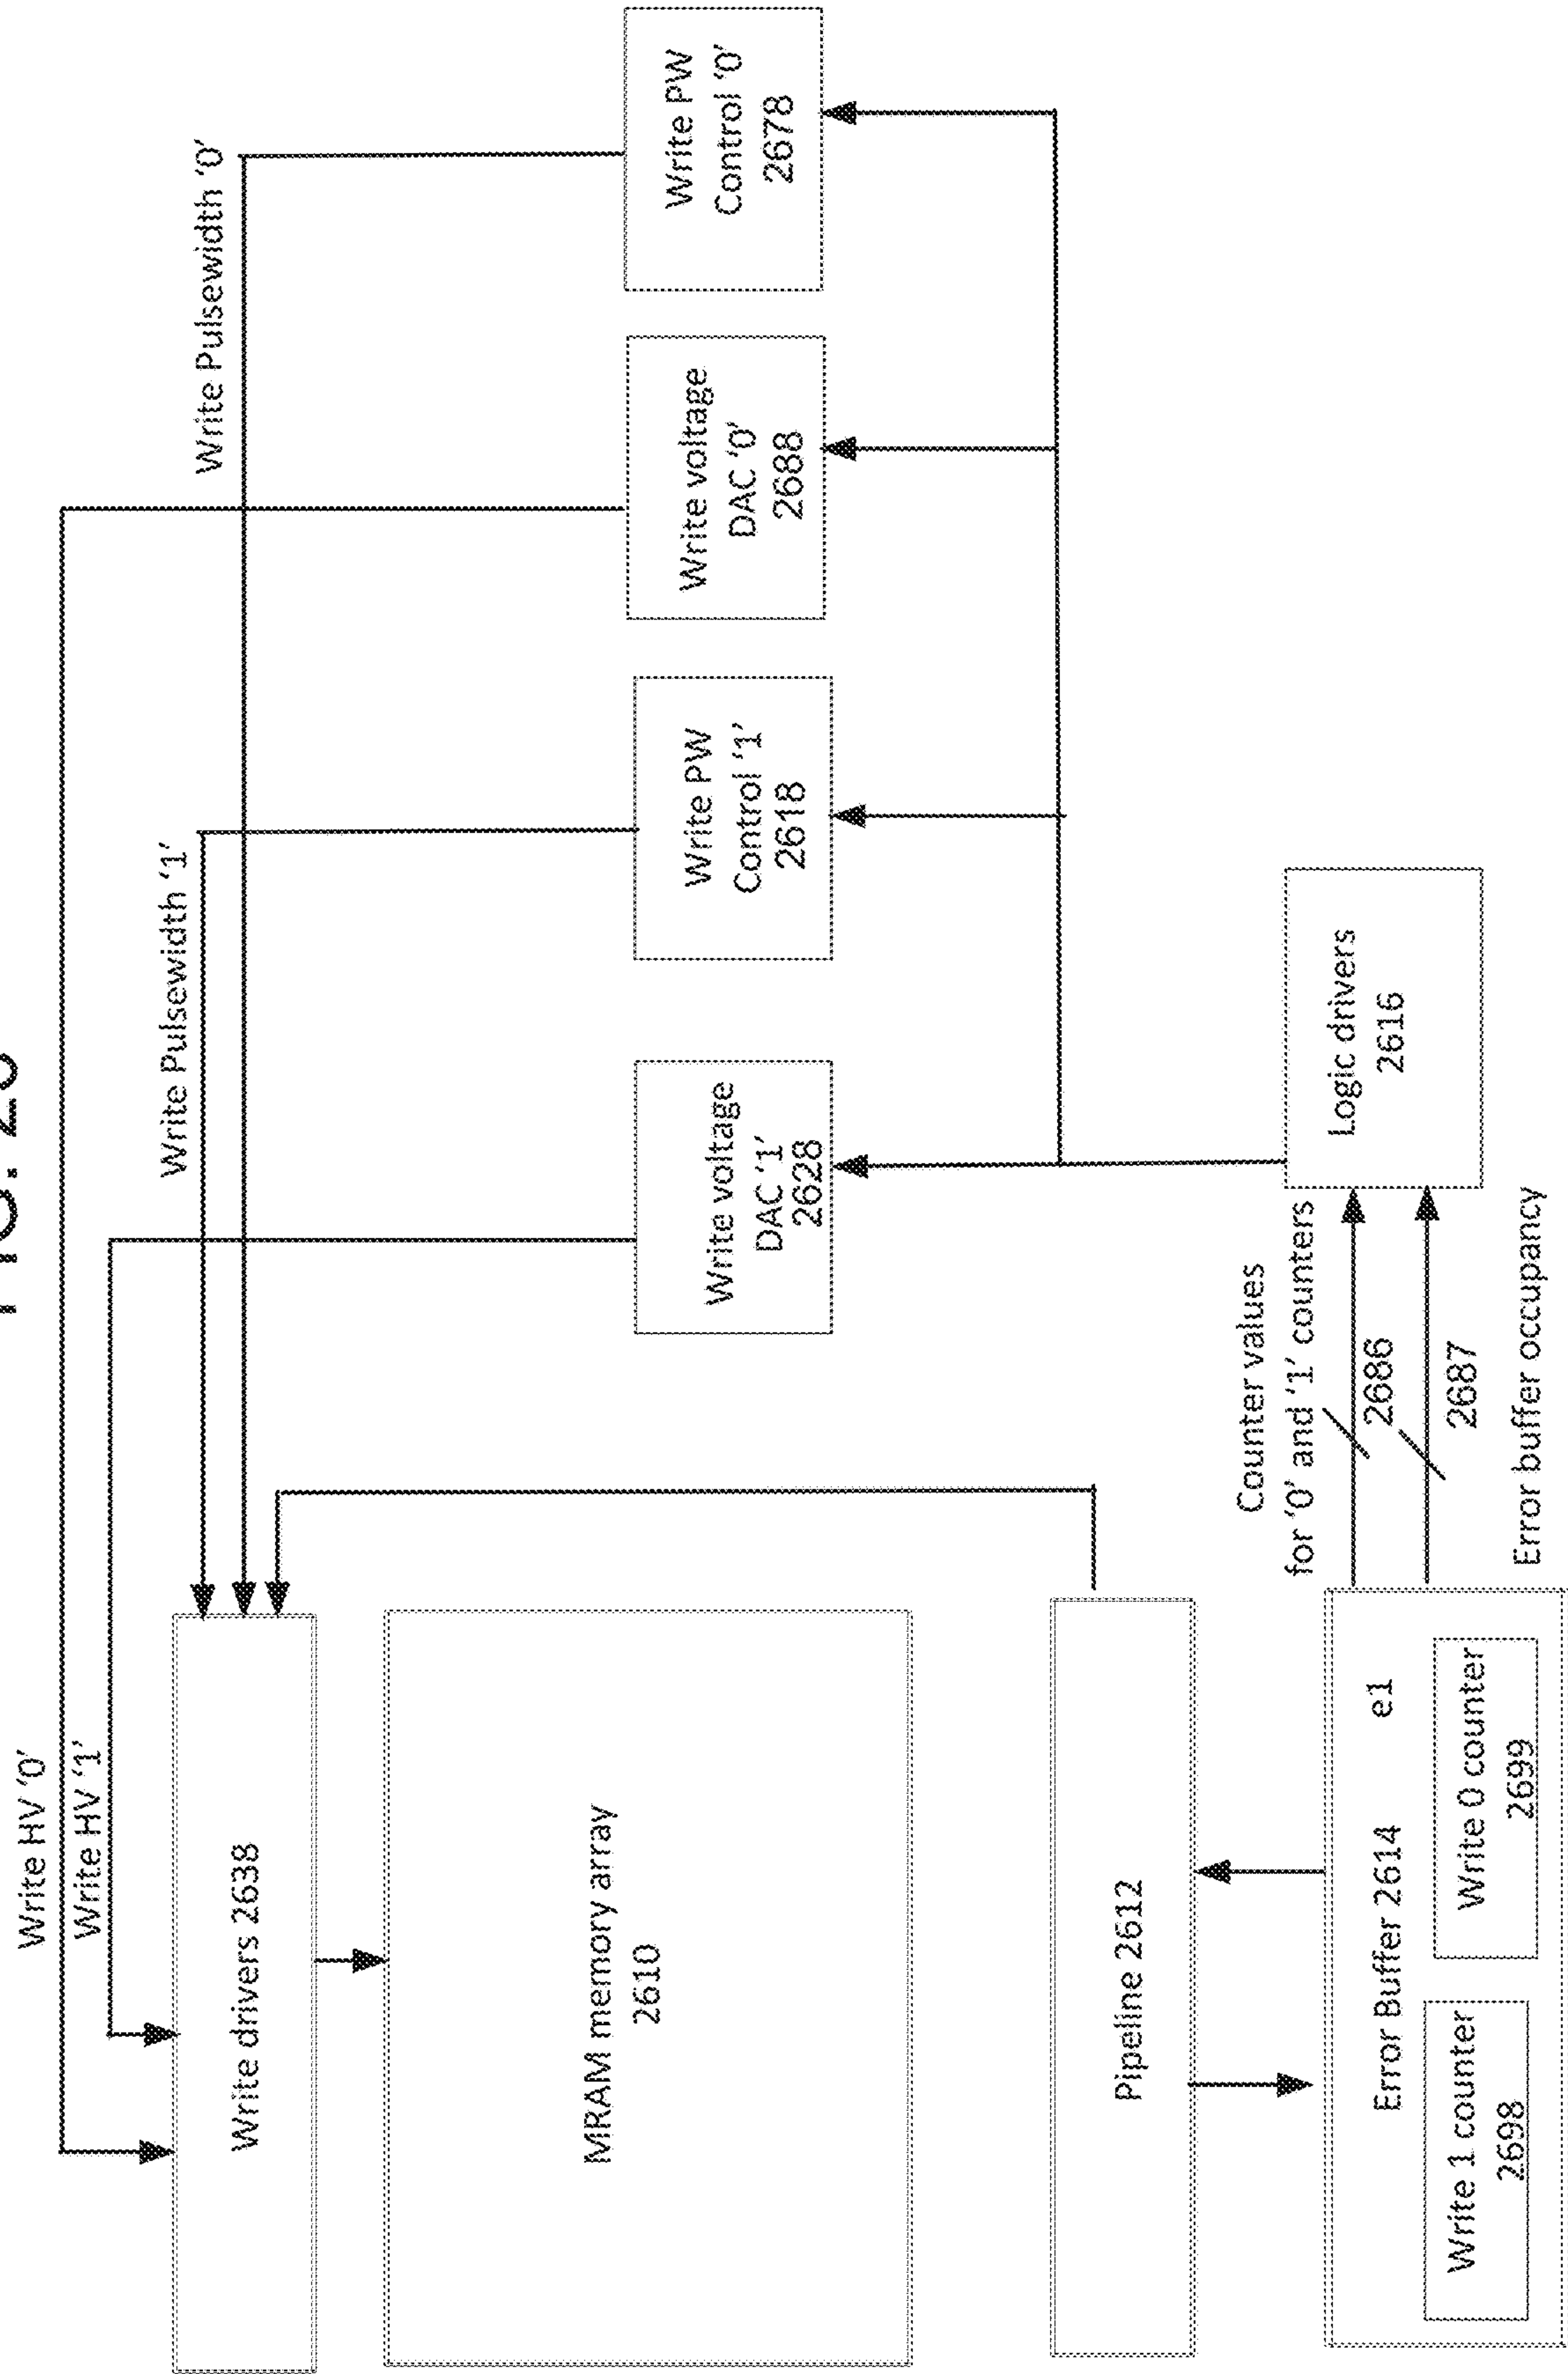 Write HV ‘0’
Write HV ‘1’
Write Pulsewidth ‘1’
Write Pulsewidth ‘0’
Write drivers 2638
MRAM memory array
2610
Write voltage
DAC ‘1’
2628
Write PW
Control ‘1’
2618
Write voltage
DAC ‘0’
2688
Write PW
Control ‘0’
2678
Pipeline 2612
Error Buffer 2614 e1
Write 1 counter
2698
Write 0 counter
2699
Counter values
for ‘0’ and ‘1’ counters
2686
2687
Error buffer occupancy
Logic drivers
2616